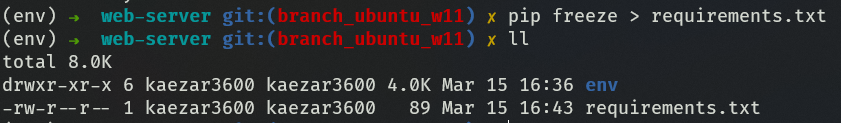 (env) ➜ web-server git:(branch_ubuntu_w11) ✗ pip freeze > requirements.txt
(env) ➜ web-server git:(branch_ubuntu_w11) ✗ ll
total 8.0K
drwxr-xr-x 6 kaezar3600 kaezar3600 4.0K Mar 15 16:36 env
-rw-r--r-- 1 kaezar3600 kaezar3600   89 Mar 15 16:43 requirements.txt